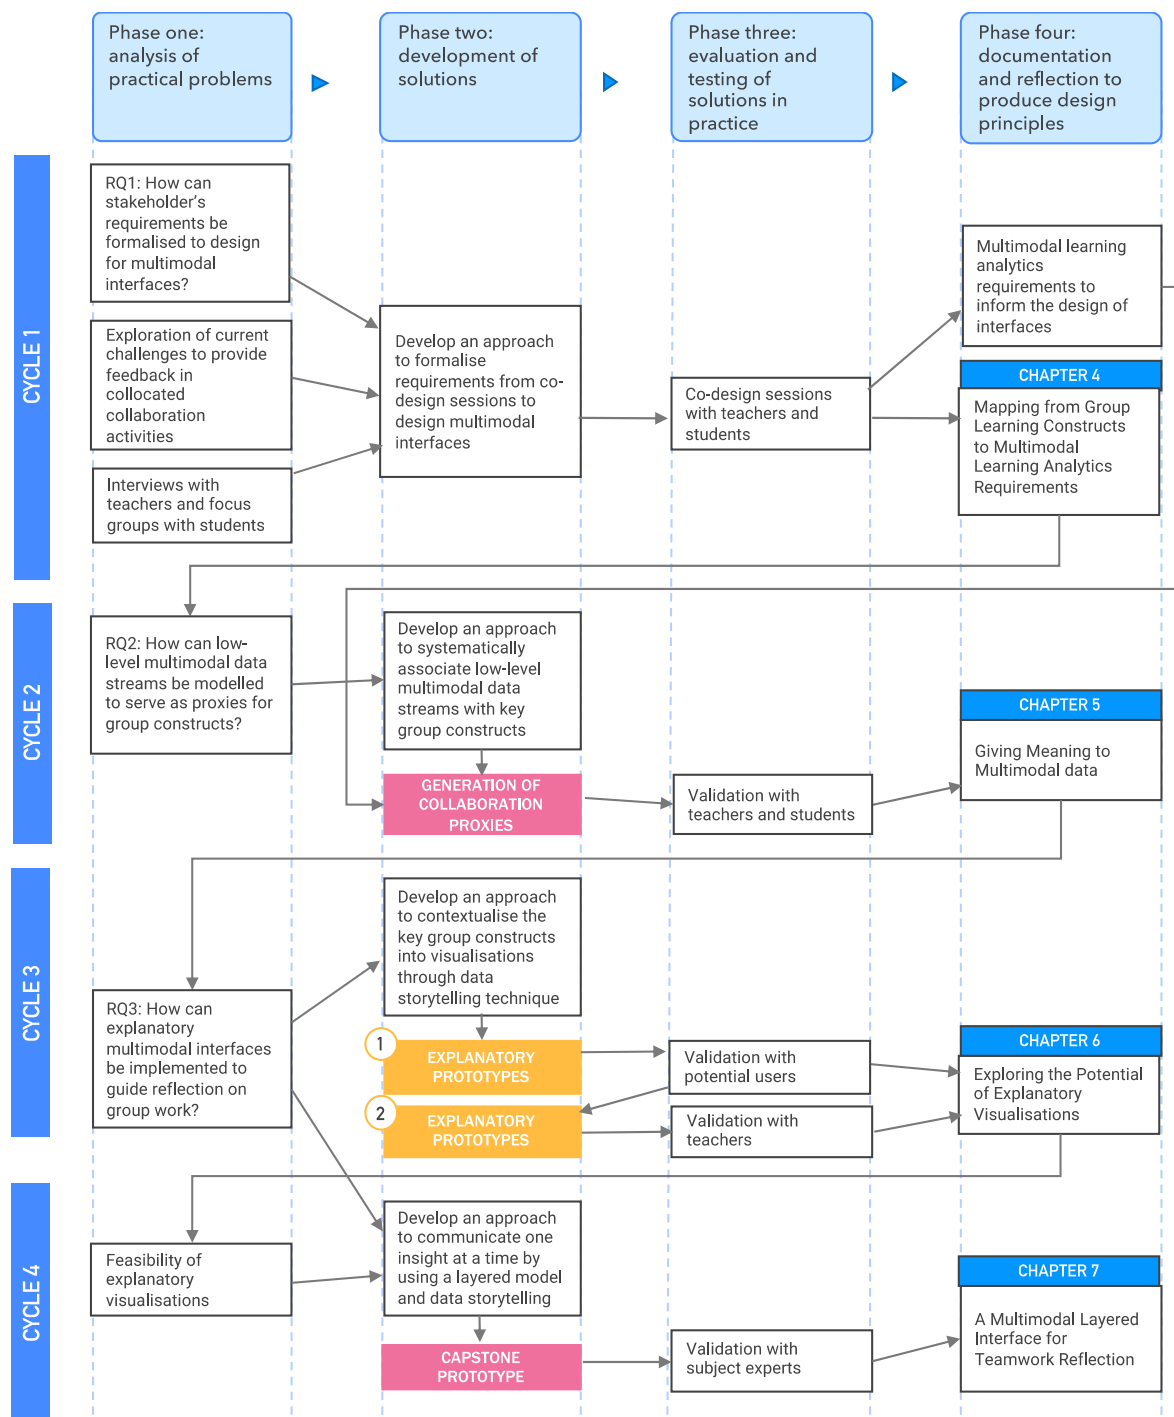 Phase one:
analysis of
practical problems
Phase two:
development of
solutions
Phase three:
evaluation and
testing of
solutions in
practice
Phase four:
documentation
and reflection to
produce design
principles
CYCLE 1
RQ1: How can
stakeholder's
requirements be
formalised to design
for multimodal
interfaces?
Exploration of current
challenges to provide
feedback in
collocated
collaboration
activities
Interviews with
teachers and focus
groups with students
Develop an approach
to formalise
requirements from co-
design sessions to
design multimodal
interfaces
Co-design sessions
with teachers and
students
Multimodal learning
analytics
requirements to
inform the design of
interfaces
CHAPTER 4
Mapping from Group
Learning Constructs
to Multimodal
Learning Analytics
Requirements
CYCLE 2
RQ2: How can low-
level multimodal data
streams be modelled
to serve as proxies for
group constructs?
Develop an approach
to systematically
associate low-level
multimodal data
streams with key
group constructs
GENERATION OF
COLLABORATION
PROXIES
Validation with
teachers and students
CHAPTER 5
Giving Meaning to
Multimodal data
CYCLE 3
RQ3: How can
explanatory
multimodal interfaces
be implemented to
guide reflection on
group work?
Develop an approach
to contextualise the
key group constructs
into visualisations
through data
storytelling technique
1
EXPLANATORY
PROTOTYPES
2
EXPLANATORY
PROTOTYPES
Validation with
potential users
Validation with
teachers
CHAPTER 6
Exploring the Potential
of Explanatory
Visualisations
CYCLE 4
Feasibility of
explanatory
visualisations
Develop an approach
to communicate one
insight at a time by
using a layered model
and data storytelling
CAPSTONE
PROTOTYPE
Validation with
subject experts
CHAPTER 7
A Multimodal Layered
Interface for
Teamwork Reflection